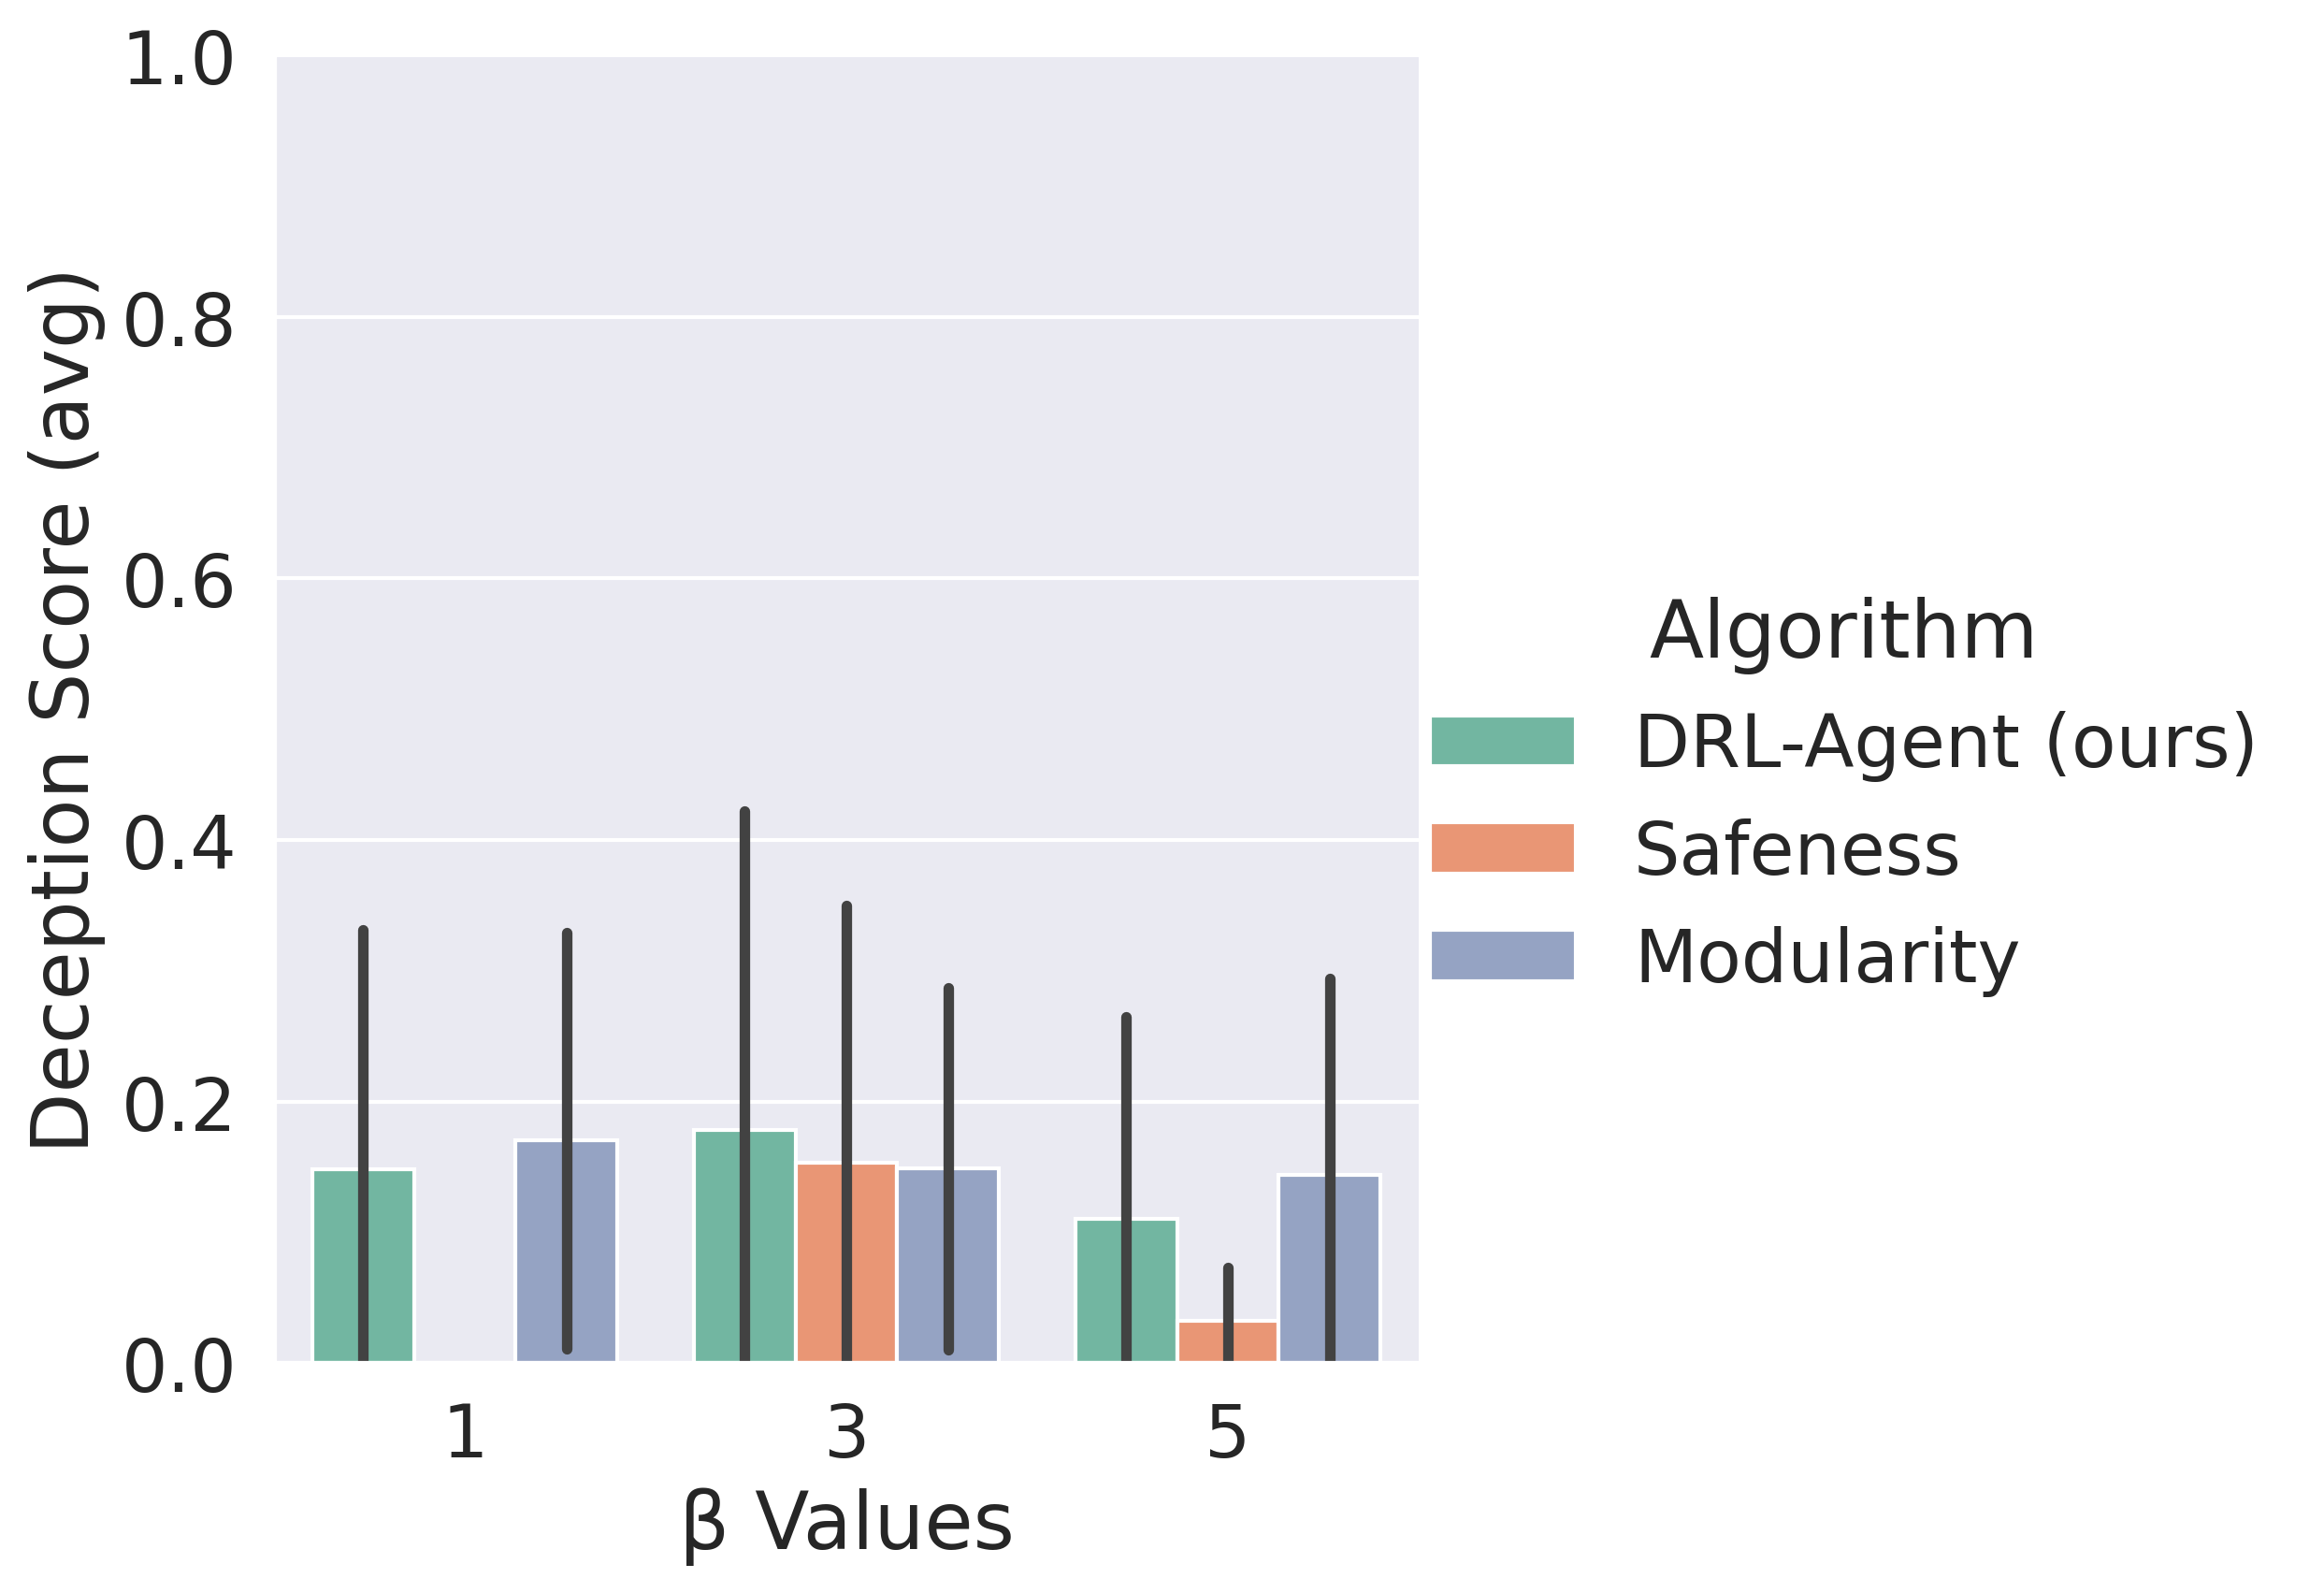 Deception Score (avg)
1.0
0.8
0.6
0.4
0.2
0.0
1 3 5
β Values
Algorithm
DRL-Agent (ours)
Safeness
Modularity